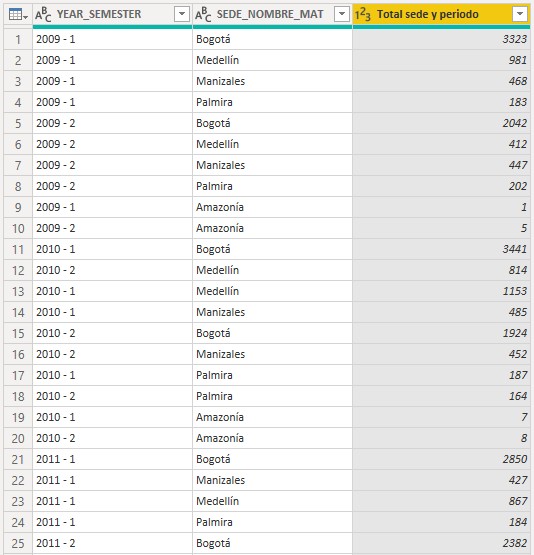 ABC YEAR_SEMESTER ABC SEDE_NOMBRE_MAT 123 Total sede y periodo
1 2009 - 1 Bogotá 3323
2 2009 - 1 Medellín 981
3 2009 - 1 Manizales 468
4 2009 - 1 Palmira 183
5 2009 - 2 Bogotá 2042
6 2009 - 2 Medellín 412
7 2009 - 2 Manizales 447
8 2009 - 2 Palmira 202
9 2009 - 1 Amazonía 1
10 2009 - 2 Amazonía 5
11 2010 - 1 Bogotá 3441
12 2010 - 2 Medellín 814
13 2010 - 1 Medellín 1153
14 2010 - 1 Manizales 485
15 2010 - 2 Bogotá 1924
16 2010 - 2 Manizales 452
17 2010 - 1 Palmira 187
18 2010 - 2 Palmira 164
19 2010 - 1 Amazonía 7
20 2010 - 2 Amazonía 8
21 2011 - 1 Bogotá 2850
22 2011 - 1 Manizales 427
23 2011 - 1 Medellín 867
24 2011 - 1 Palmira 184
25 2011 - 2 Bogotá 2382